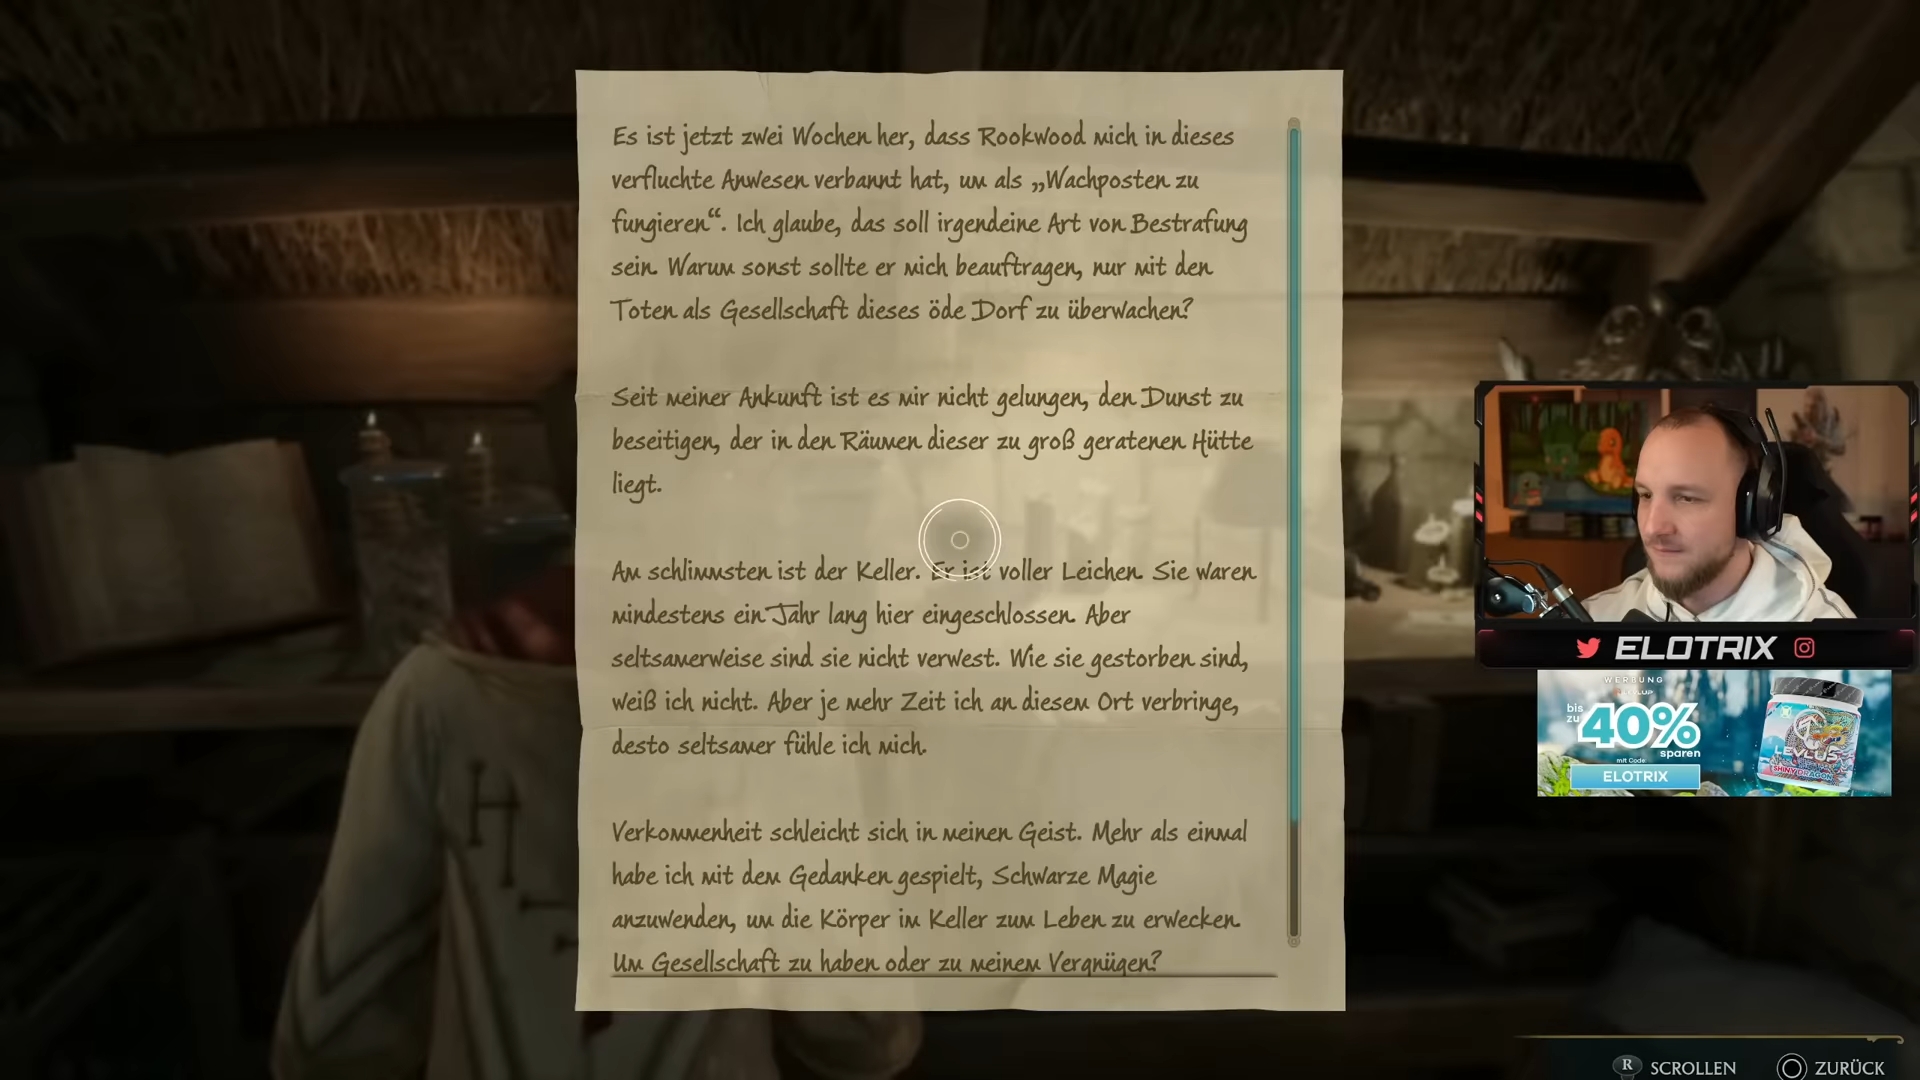 Es ist jetzt zwei Wochen her, dass Rookwood mich in dieses
verfluchte Anwesen verbannt hat, um als „Wachposten zu
fungieren“. Ich glaube, das soll irgendeine Art von Bestrafung
sein. Warum sonst sollte er mich beauftragen, nur mit den
Toten als Gesellschaft dieses öde Dorf zu überwachen?
Seit meiner Ankunft ist es mir nicht gelungen, den Dunst zu
beseitigen, der in den Räumen dieser zu groß geratenen Hütte
liegt.
Am schlimmsten ist der Keller. Er ist voller Leichen. Sie waren
mindestens ein Jahr lang hier eingeschlossen. Aber
seltsamerweise sind sie nicht verwest. Wie sie gestorben sind,
weiß ich nicht. Aber je mehr Zeit ich an diesem Ort verbringe,
desto seltsamer fühle ich mich.
Verkommenheit schleicht sich in meinen Geist. Mehr als einmal
habe ich mit dem Gedanken gespielt, Schwarze Magie
anzuwenden, um die Körper im Keller zum Leben zu erwecken.
Um Gesellschaft zu haben oder zu meinem Vergnügen?
ELOTRIX
WERBUNG
LEVLUP
bis
zu
40%
sparen
mit Code
ELOTRIX
LEVLUP
SHINY DRAGON
R SCROLLEN
ZURÜCK